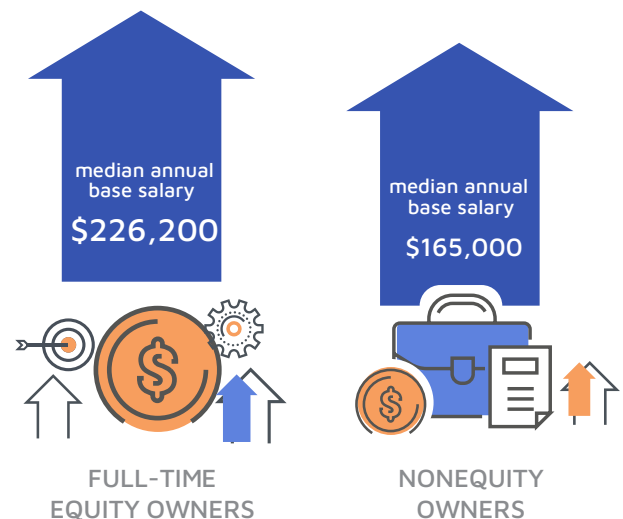 median annual
base salary
$226,200
median annual
base salary
$165,000
$
$
FULL-TIME
EQUITY OWNERS
NONEQUITY
OWNERS